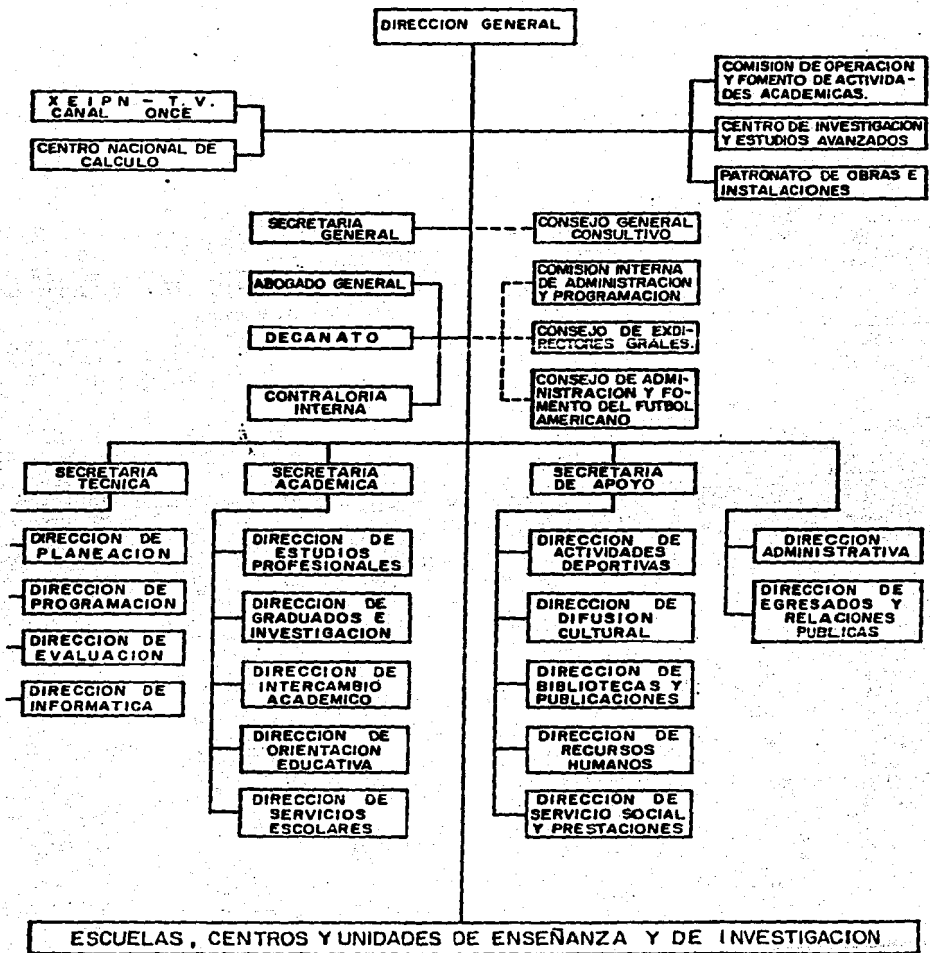 DIRECCION GENERAL
XEIPN - T.V.
CANAL ONCE
CENTRO NACIONAL DE
CALCULO
COMISION DE OPERACION
Y FOMENTO DE ACTIVIDA-
DES ACADEMICAS.
CENTRO DE INVESTIGACION
Y ESTUDIOS AVANZADOS
PATRONATO DE OBRAS E
INSTALACIONES
SECRETARIA
GENERAL
CONSEJO GENERAL
CONSULTIVO
ABOGADO GENERAL
DECANATO
CONTRALORIA
INTERNA
COMISION INTERNA
DE ADMINISTRACION
Y PROGRAMACION
CONSEJO DE EXDI-
RECTORES GRALES.
CONSEJO DE ADMI-
NISTRACION Y FO-
MENTO DEL FUTBOL
AMERICANO
SECRETARIA
TECNICA
DIRECCION DE
PLANEACION
DIRECCION DE
PROGRAMACION
DIRECCION DE
EVALUACION
DIRECCION DE
INFORMATICA
SECRETARIA
ACADEMICA
DIRECCION DE
ESTUDIOS
PROFESIONALES
DIRECCION DE
GRADUADOS E
INVESTIGACION
DIRECCION DE
INTERCAMBIO
ACADEMICO
DIRECCION DE
ORIENTACION
EDUCATIVA
DIRECCION DE
SERVICIOS
ESCOLARES
SECRETARIA
DE APOYO
DIRECCION DE
ACTIVIDADES
DEPORTIVAS
DIRECCION DE
DIFUSION
CULTURAL
DIRECCION DE
BIBLIOTECAS Y
PUBLICACIONES
DIRECCION DE
RECURSOS
HUMANOS
DIRECCION DE
SERVICIO SOCIAL
Y PRESTACIONES
DIRECCION
ADMINISTRATIVA
DIRECCION DE
EGRESADOS Y
RELACIONES
PUBLICAS
ESCUELAS, CENTROS Y UNIDADES DE ENSEÑANZA Y DE INVESTIGACION